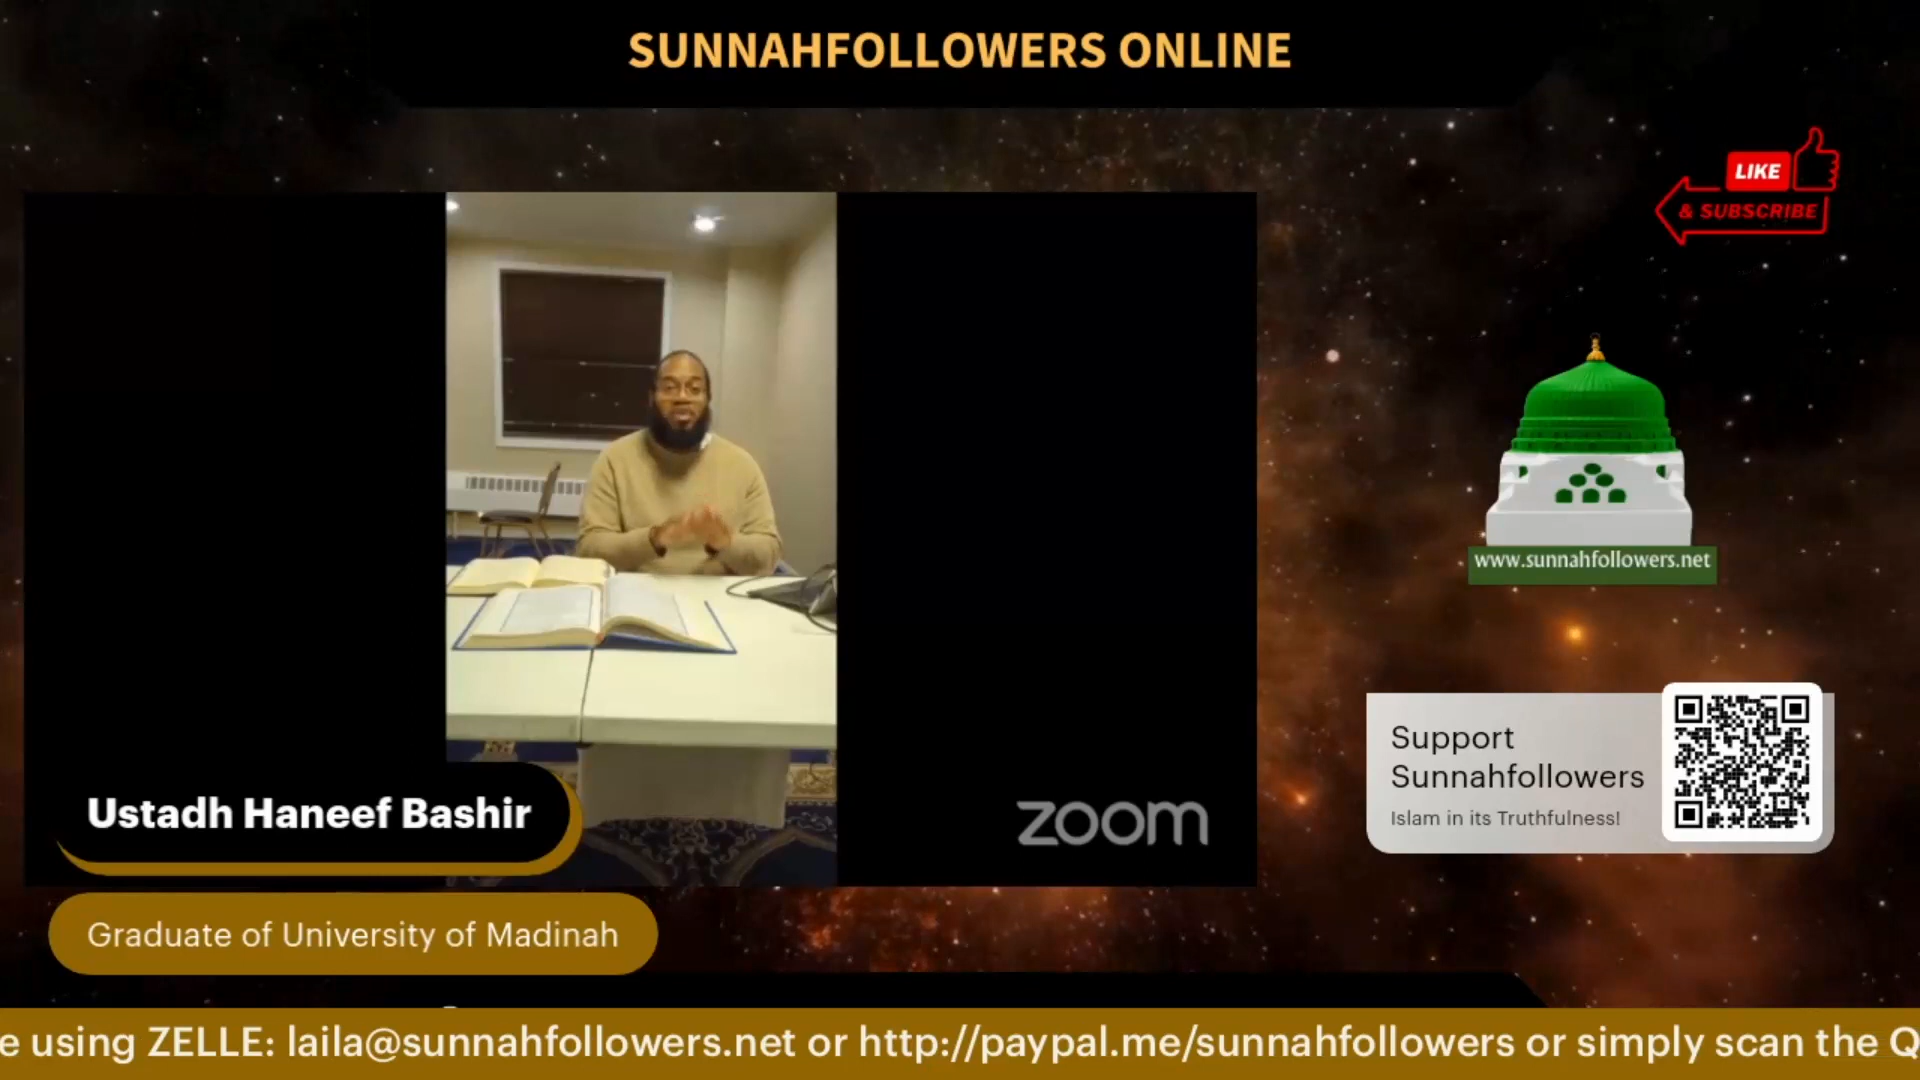 SUNNAHFOLLOWERS ONLINE
LIKE
& SUBSCRIBE
www.sunnahfollowers.net
Support
Sunnahfollowers
Islam in its Truthfulness!
zoom
Ustadh Haneef Bashir
Graduate of University of Madinah
e using ZELLE: laila@sunnahfollowers.net or http://paypal.me/sunnahfollowers or simply scan the Q